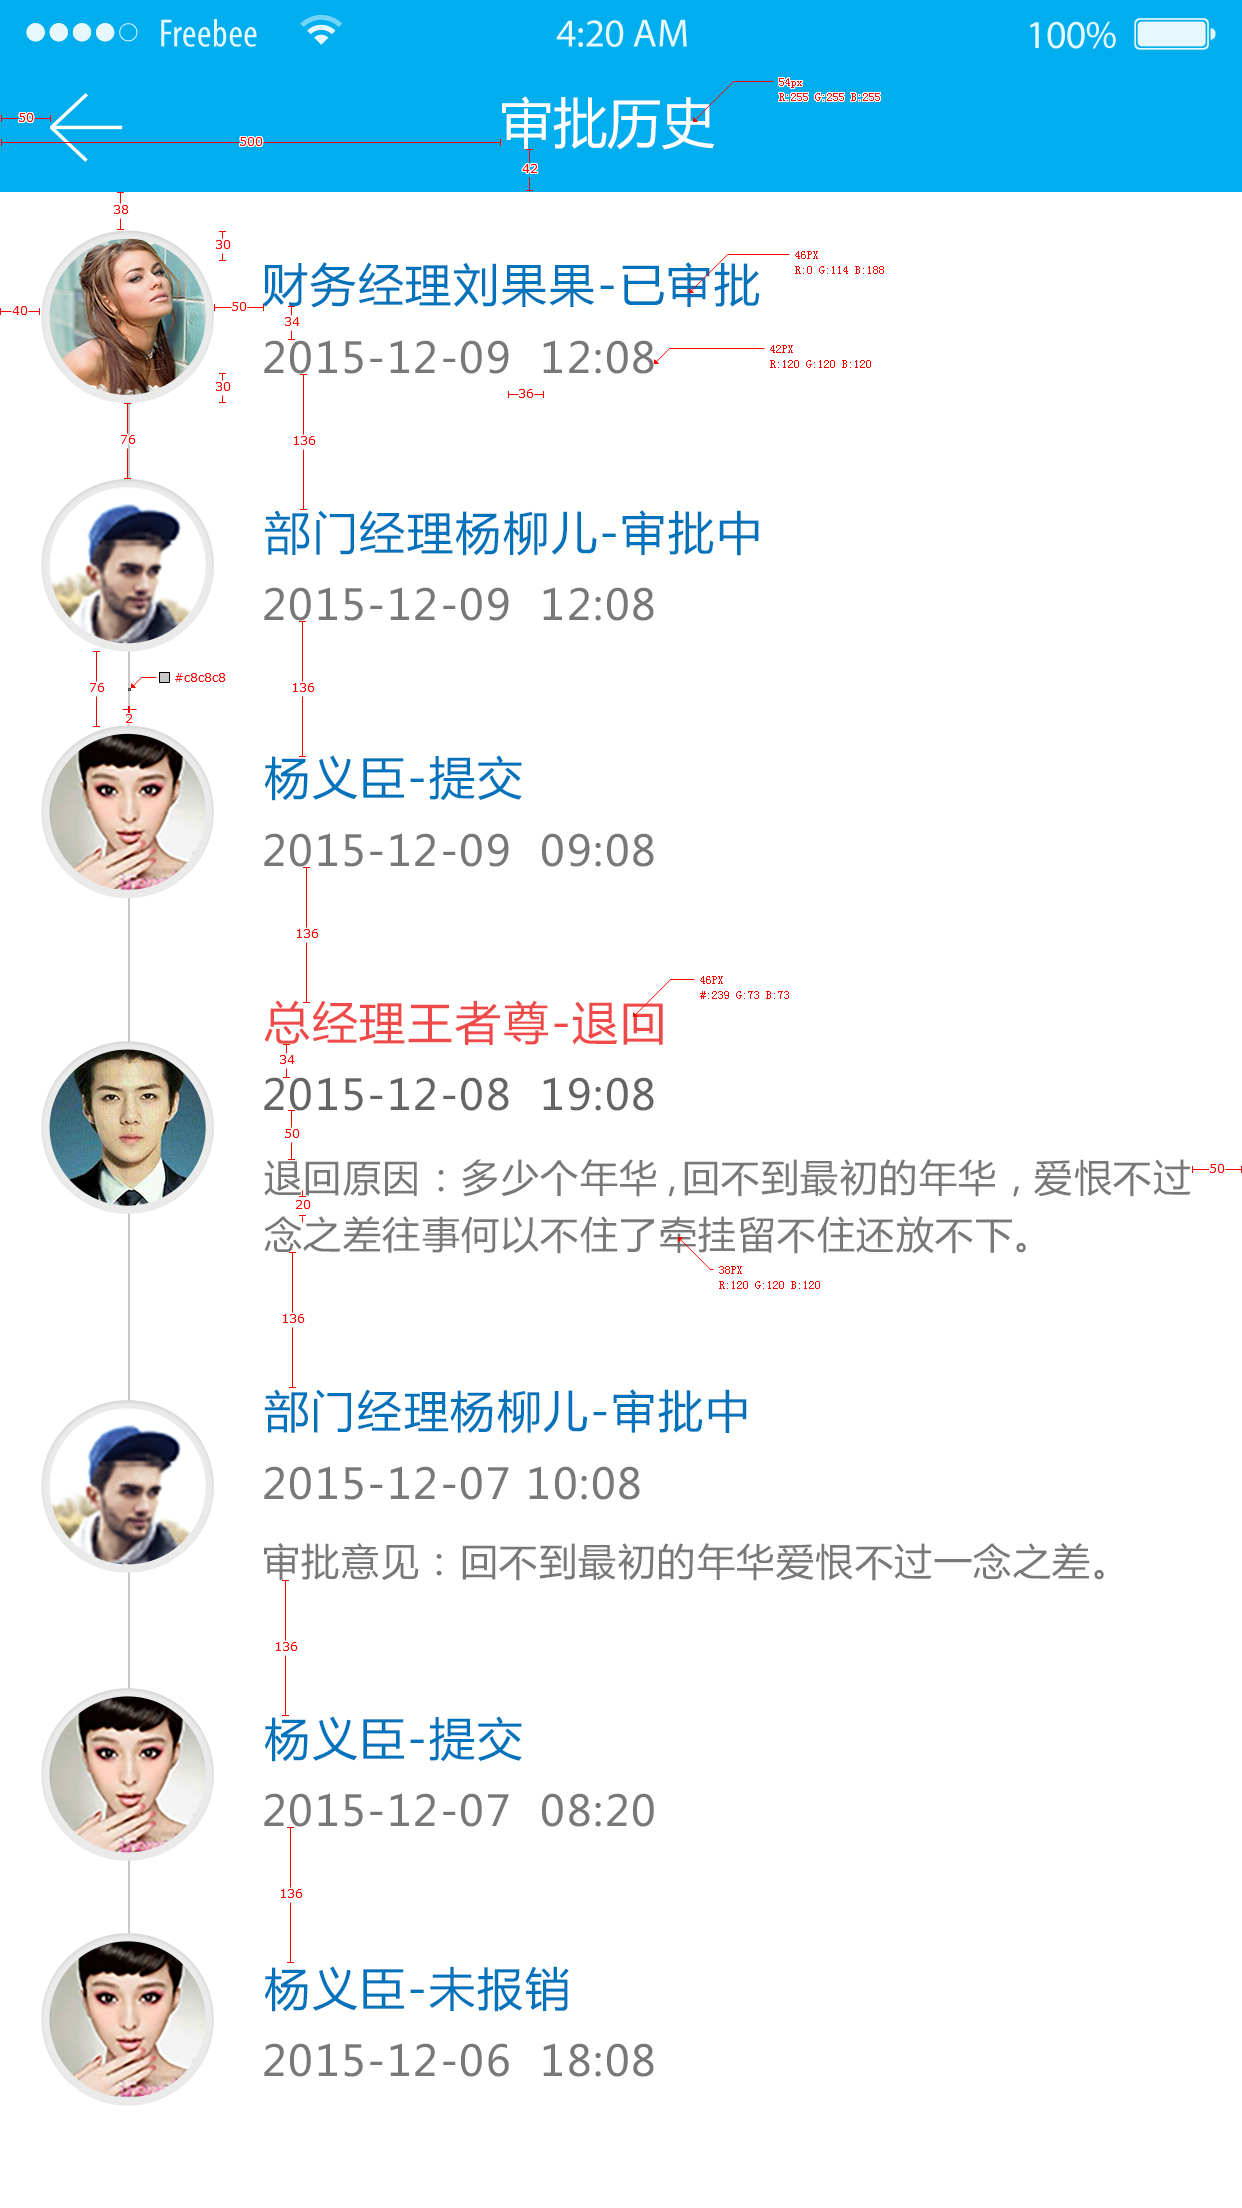 Freebee 4:20 AM 100%
54px
R:255 G:255 B:255
50
审批历史
500
42
38
30
46PX
R:0 G:114 B:188
财务经理刘果果-已审批
40
50
34
42PX
R:120 G:120 B:120
2015-12-09 12:08
30
36
76
136
部门经理杨柳儿-审批中
2015-12-09 12:08
#c8c8c8
76
136
2
杨义臣-提交
2015-12-09 09:08
136
46PX
#:239 G:73 B:73
总经理王者尊-退回
34
2015-12-08 19:08
50
退回原因：多少个年华,回不到最初的年华，爱恨不过
50
20
念之差往事何以不住了牵挂留不住还放不下。
38PX
R:120 G:120 B:120
136
部门经理杨柳儿-审批中
2015-12-07 10:08
审批意见：回不到最初的年华爱恨不过一念之差。
136
杨义臣-提交
2015-12-07 08:20
136
杨义臣-未报销
2015-12-06 18:08